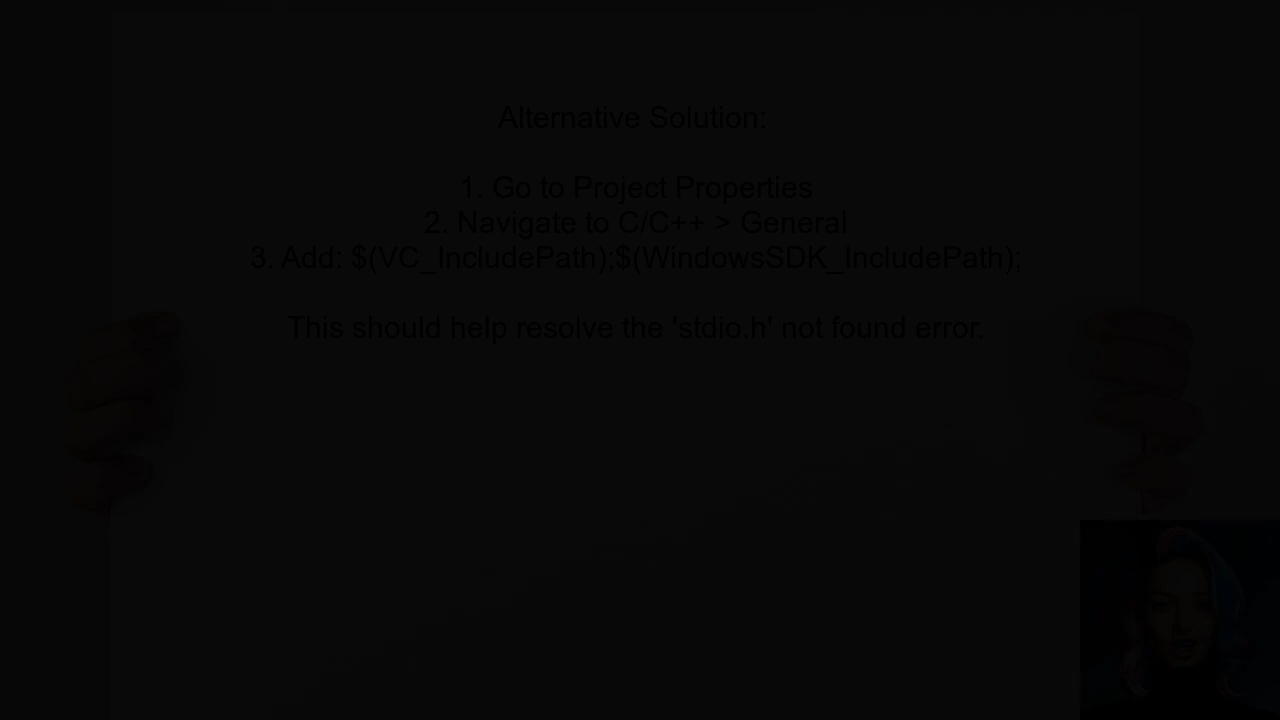 Alternative Solution:
1. Go to Project Properties
2. Navigate to C/C++ > General
3. Add: $(VC_IncludePath);$(WindowsSDK_IncludePath);
This should help resolve the 'stdio.h' not found error.